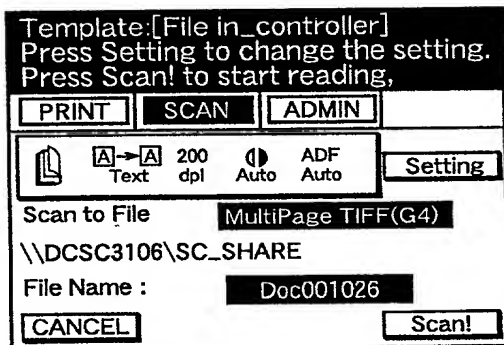 Template:[File in_controller]
Press Setting to change the setting.
Press Scan! to start reading,
PRINT SCAN ADMIN
A→A 200 Auto ADF
Text dpl Auto Setting
Scan to File MultiPage TIFF(G4)
\\DCSC3106\SC_SHARE
File Name : Doc001026
CANCEL Scan!